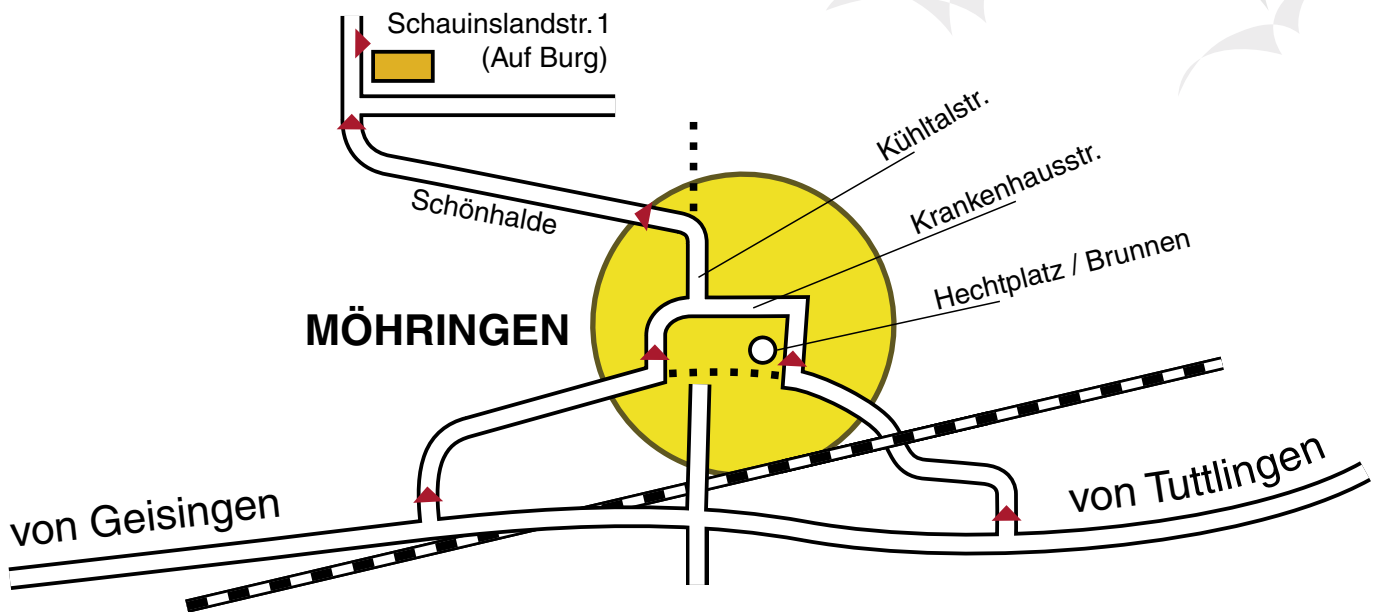 Schauinslandstr. 1
(Auf Burg)
Kühltalstr.
Krankenhausstr.
Schönhalde
Hechtplatz / Brunnen
MÖHRINGEN
von Geisingen
von Tuttlingen